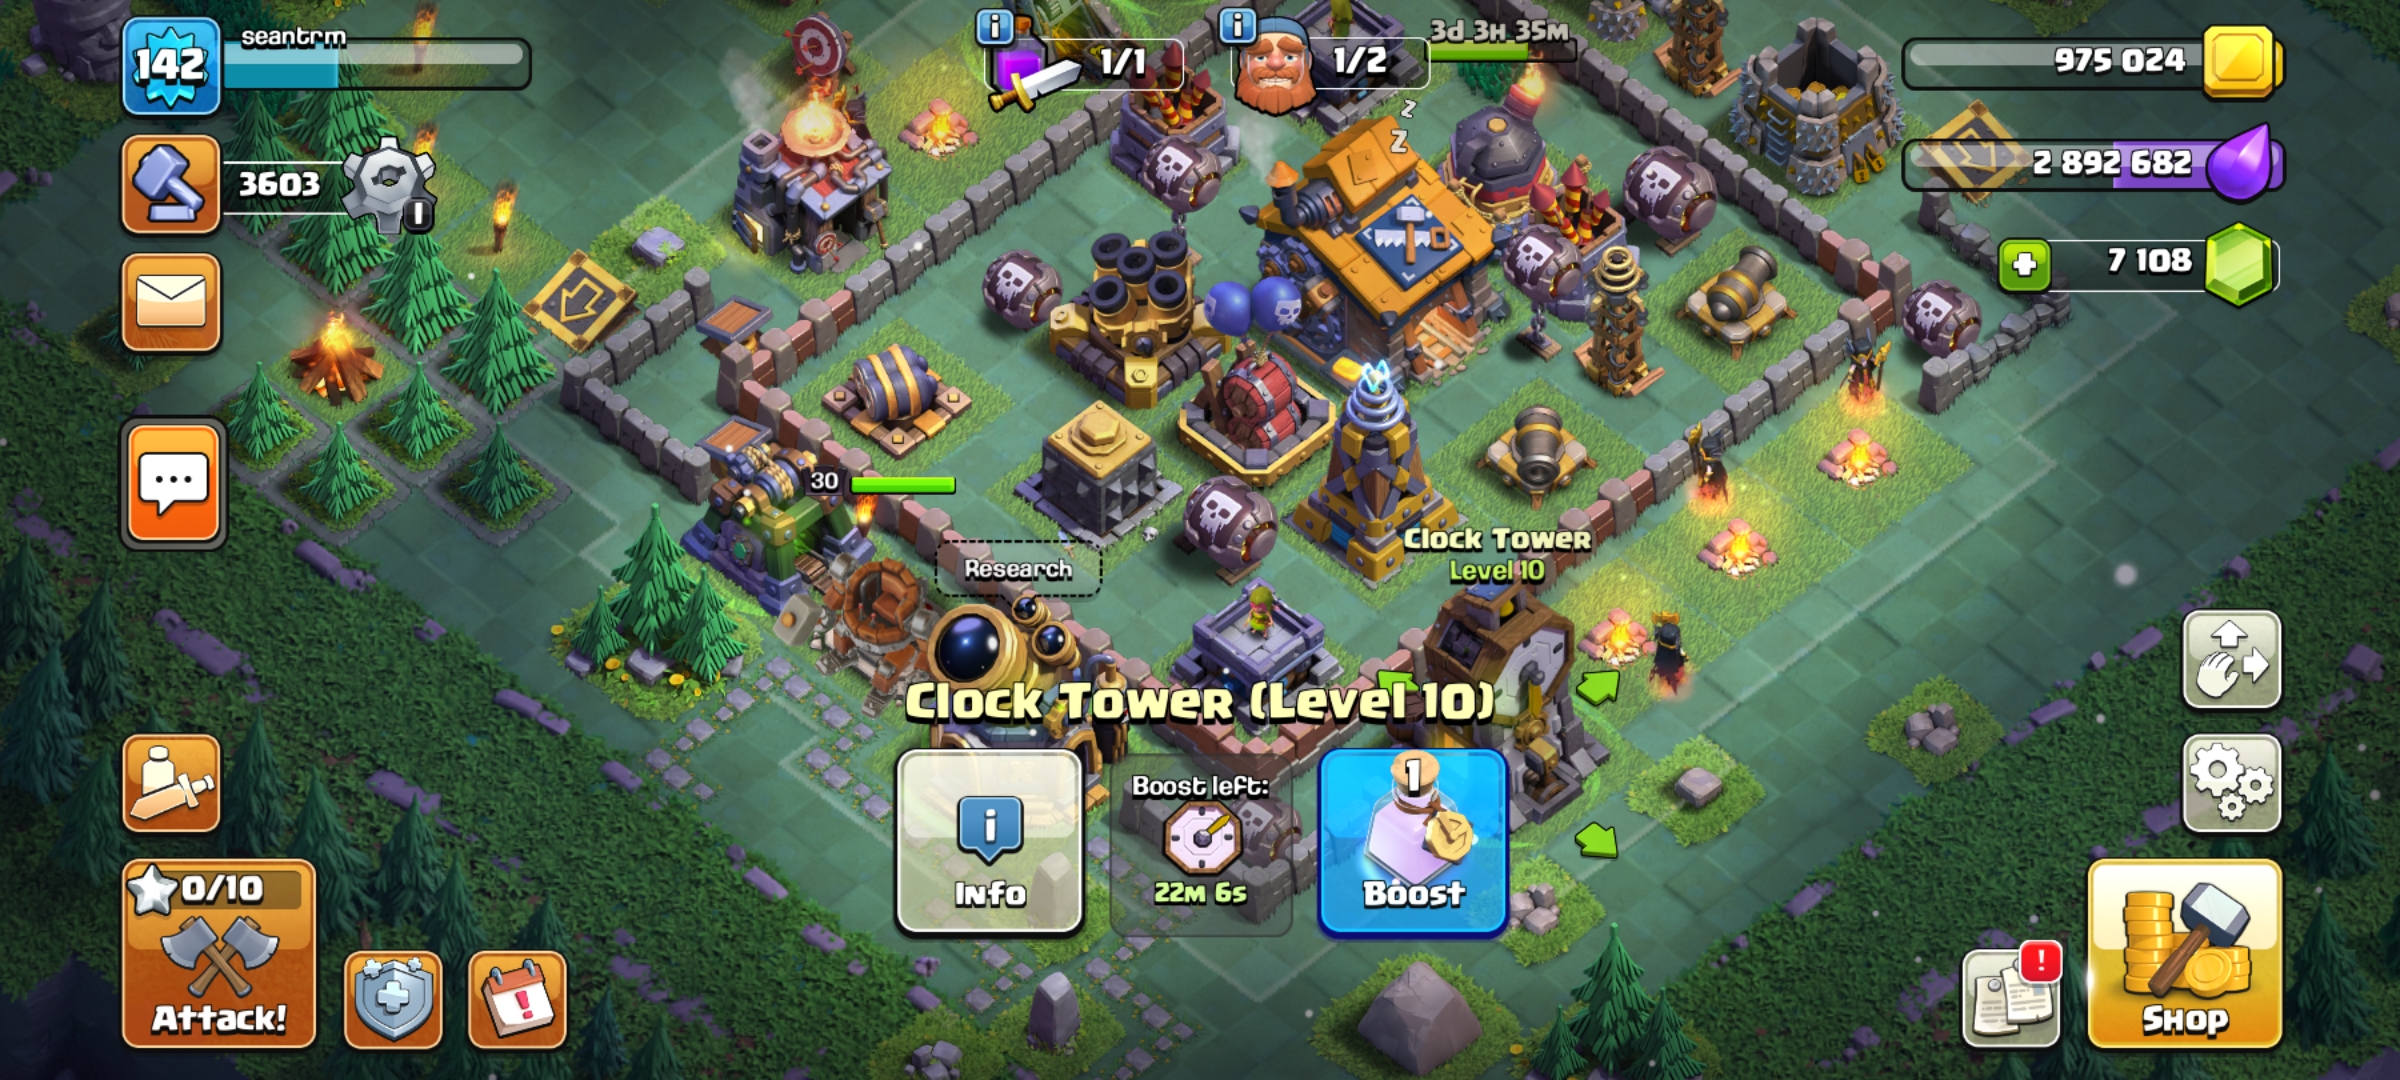 142
seantrm
1/1
1/2
3d 3H 35M
975 024
3603
I
2 892 682
7 108
z
z
30
Research
Clock Tower
Level 10
Clock Tower (Level 10)
Info
Boost left:
22M 6s
1
Boost
0/10
Attack!
Shop